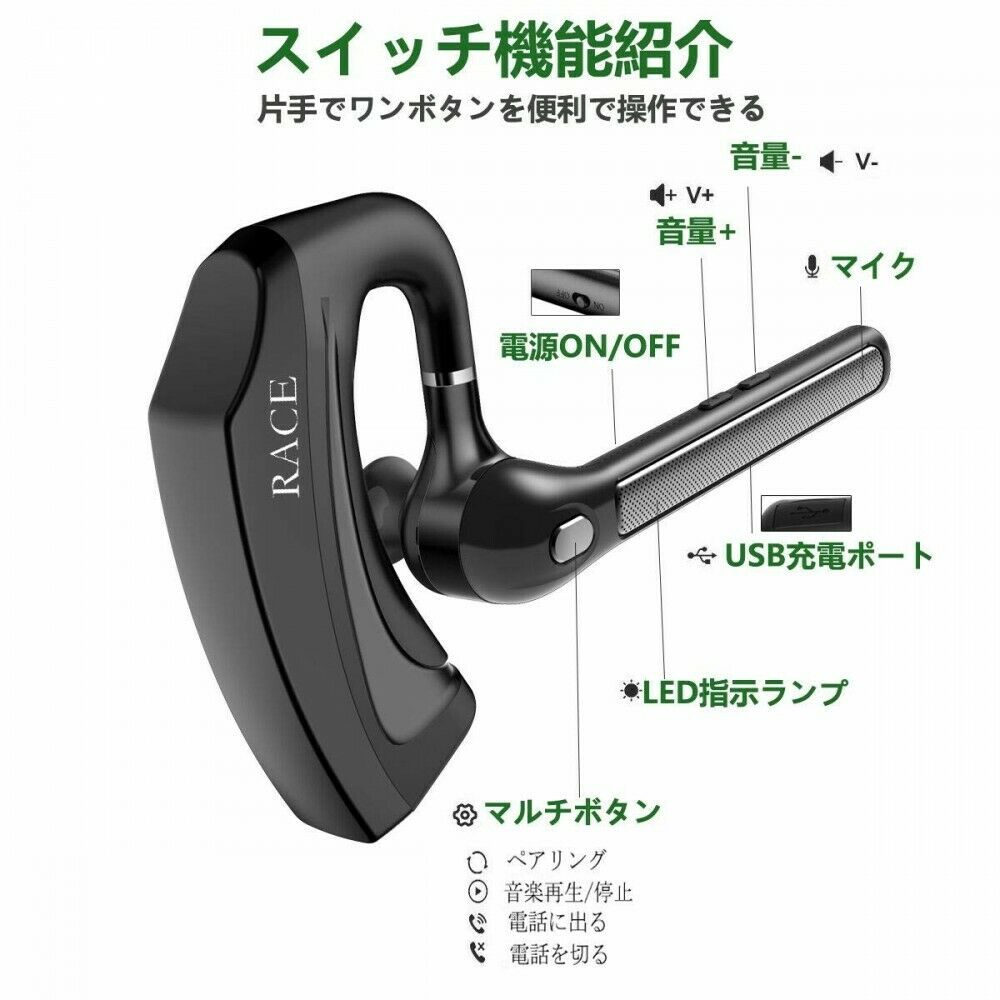 スイッチ機能紹介
片手でワンボタンを便利で操作できる
音量- V-
V+
音量+
マイク
OFF ON
電源ON/OFF
RACE
USB充電ポート
LED指示ランプ
マルチボタン
ペアリング
音楽再生/停止
電話に出る
電話を切る